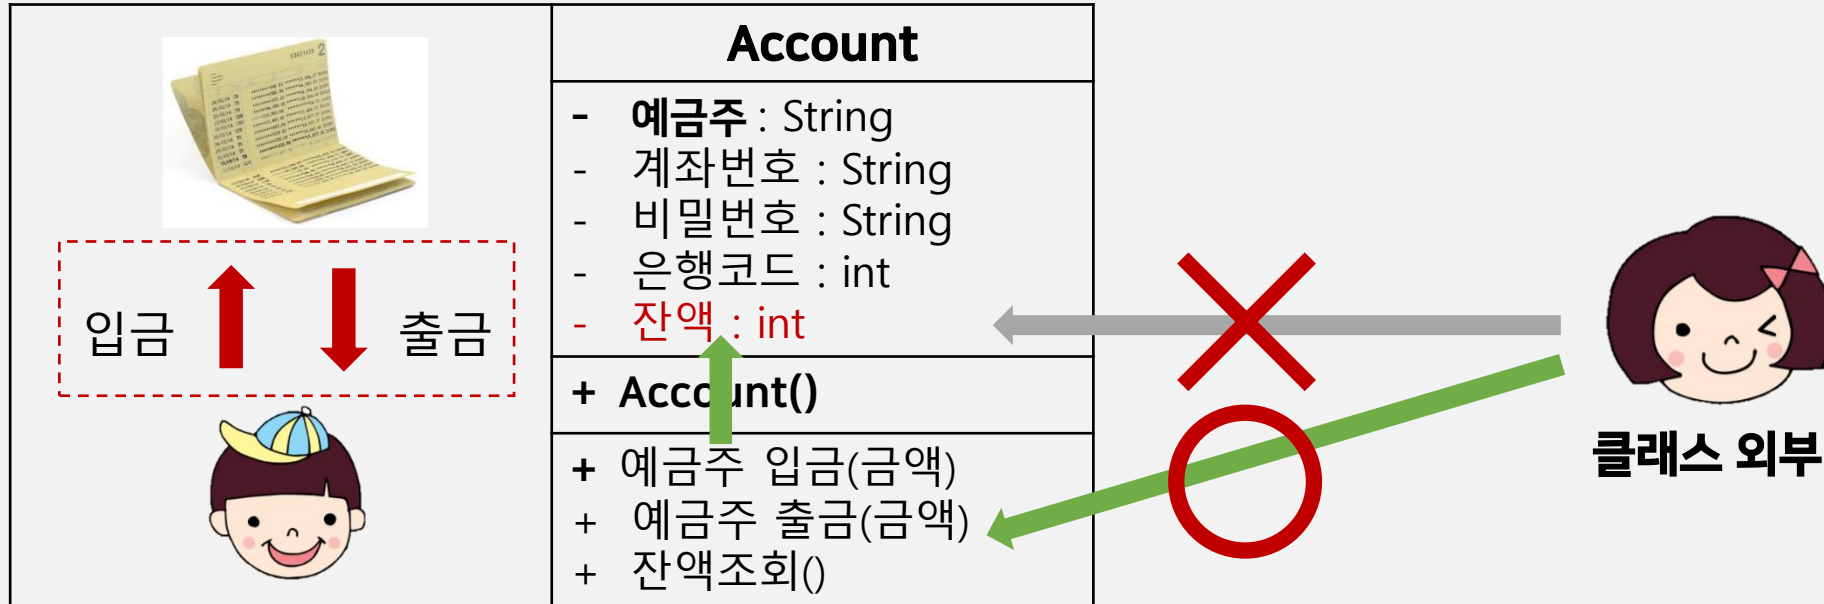 Account
- 예금주 : String
- 계좌번호 : String
- 비밀번호 : String
- 은행코드 : int
- 잔액 : int
입금
출금
+ Account()
+ 예금주 입금(금액)
+ 예금주 출금(금액)
+ 잔액조회()
클래스 외부